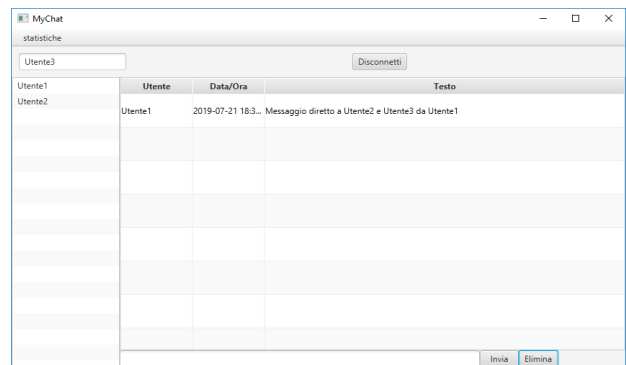 MyChat
statistiche
Utente3 Disconnetti
Utente1
Utente2
Utente Data/Ora Testo
Utente1 2019-07-21 18:3... Messaggio diretto a Utente2 e Utente3 da Utente1
Invia Elimina